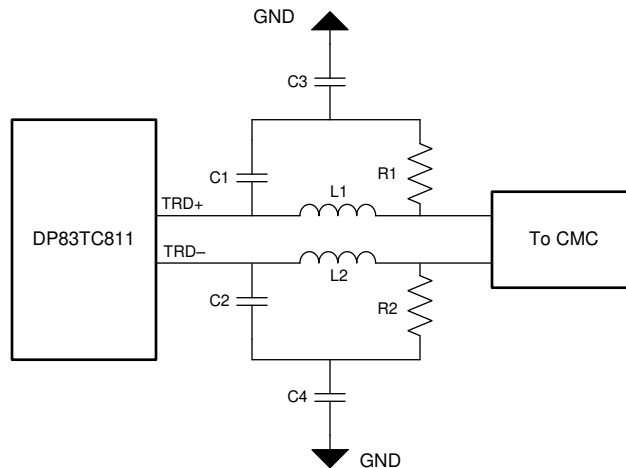 GND
C3
C1
R1
L1
TRD+
DP83TC811
To CMC
TRD–
L2
C2
R2
C4
GND